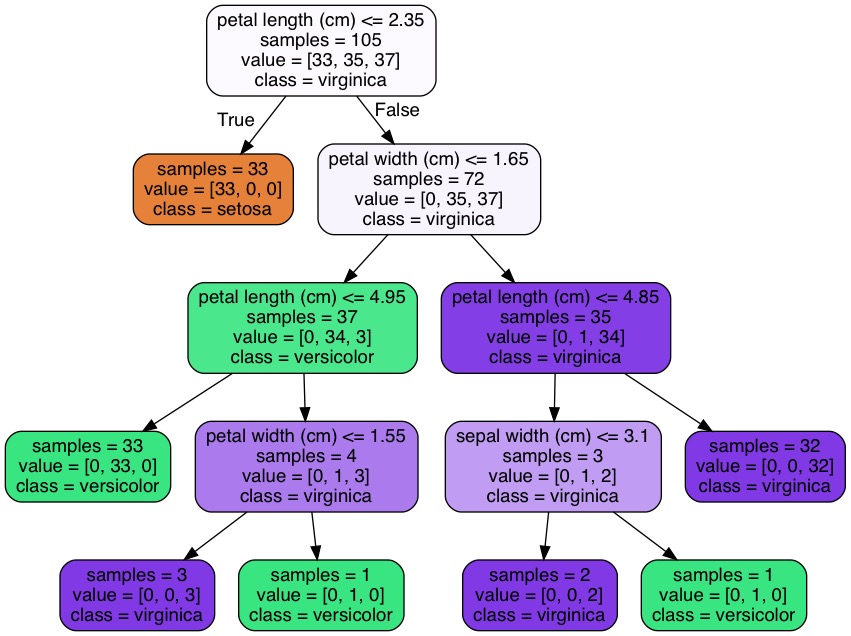 petal length (cm) <= 2.35
samples = 105
value = [33, 35, 37]
class = virginica
True
False
samples = 33
value = [33, 0, 0]
class = setosa
petal width (cm) <= 1.65
samples = 72
value = [0, 35, 37]
class = virginica
petal length (cm) <= 4.95
samples = 37
value = [0, 34, 3]
class = versicolor
petal length (cm) <= 4.85
samples = 35
value = [0, 1, 34]
class = virginica
samples = 33
value = [0, 33, 0]
class = versicolor
petal width (cm) <= 1.55
samples = 4
value = [0, 1, 3]
class = virginica
sepal width (cm) <= 3.1
samples = 3
value = [0, 1, 2]
class = virginica
samples = 32
value = [0, 0, 32]
class = virginica
samples = 3
value = [0, 0, 3]
class = virginica
samples = 1
value = [0, 1, 0]
class = versicolor
samples = 2
value = [0, 0, 2]
class = virginica
samples = 1
value = [0, 1, 0]
class = versicolor